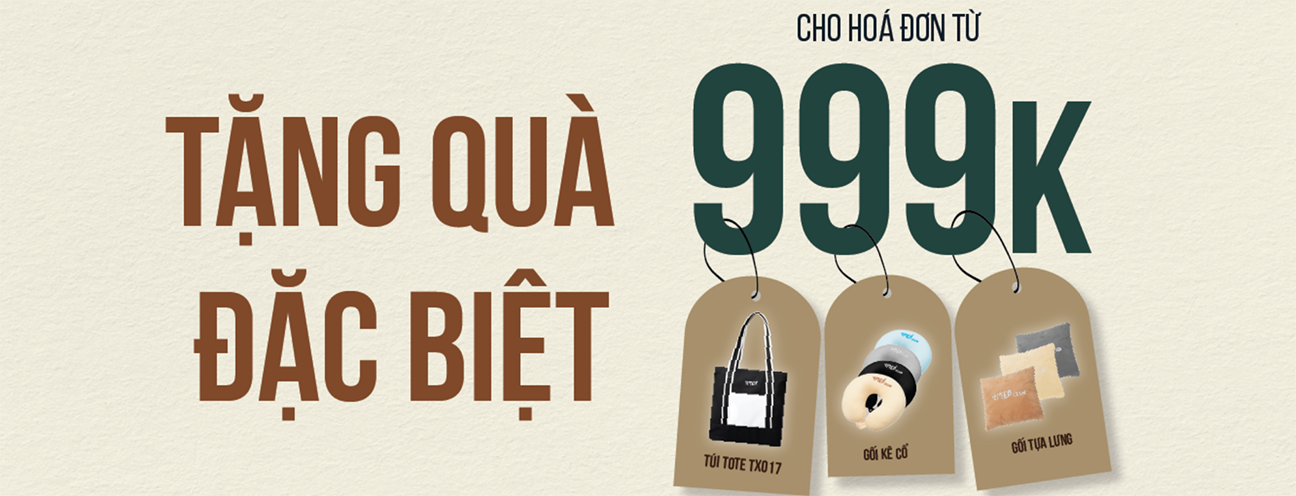 TẶNG QUÀ
ĐẶC BIỆT
CHO HOÁ ĐƠN TỪ
999K
TÚI TOTE TX017
GỐI KÊ CỔ
GỐI TỰA LƯNG